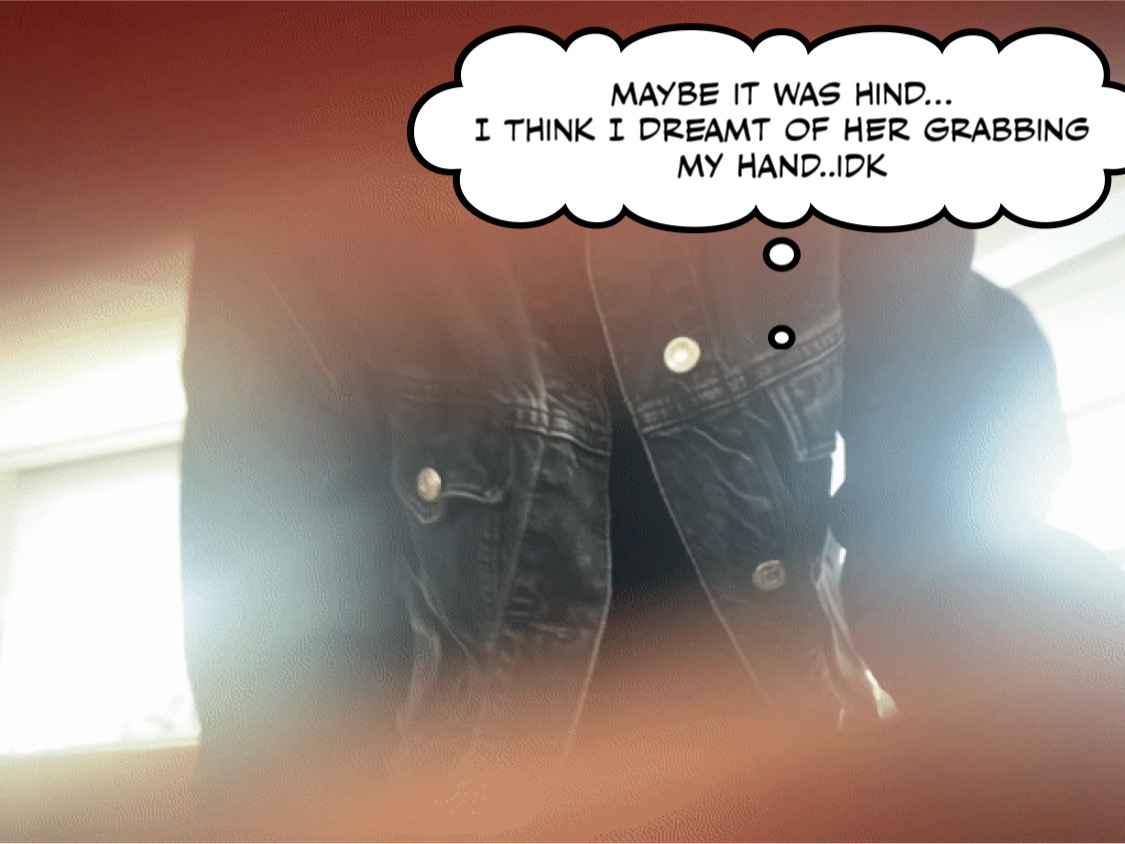 MAYBE IT WAS HIND...
I THINK I DREAMT OF HER GRABBING
MY HAND..IDK